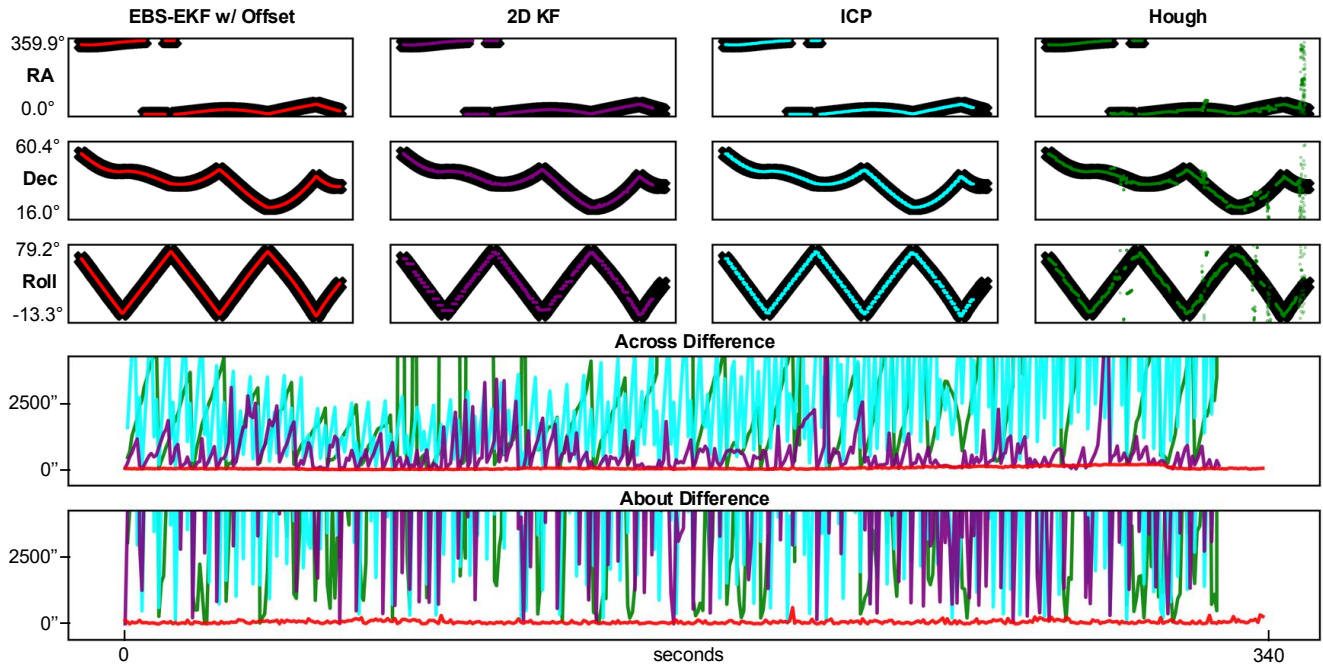 EBS-EKF w/ Offset 2D KF ICP Hough
359.9°
RA
0.0°
60.4°
Dec
16.0°
79.2°
Roll
-13.3°
Across Difference
2500”
0”
About Difference
2500”
0”
0 seconds 340